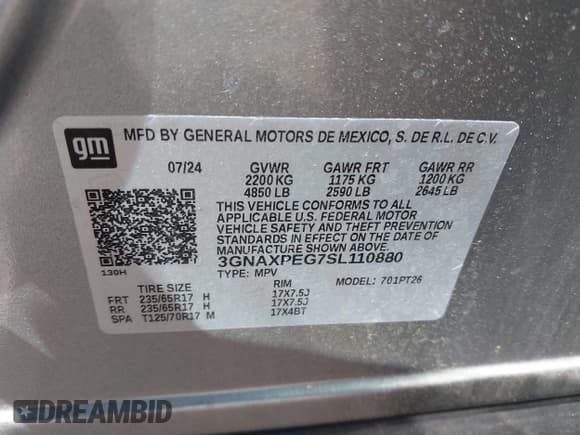 gm
MFD BY GENERAL MOTORS DE MEXICO, S. DE R.L. DE C.V.
07/24 GVWR GAWR FRT GAWR RR
2200 KG 1175 KG 1200 KG
4850 LB 2590 LB 2645 LB
THIS VEHICLE CONFORMS TO ALL
APPLICABLE U.S. FEDERAL MOTOR
VEHICLE SAFETY AND THEFT PREVENTION
STANDARDS IN EFFECT ON THE DATE OF
MANUFACTURE SHOWN ABOVE.
3GNAXPEG7SL110880
130H
TYPE: MPV MODEL: 701PT26
TIRE SIZE RIM
FRT 235/65R17 H 17X7.5J
RR 235/65R17 H 17X7.5J
SPA T125/70R17 M 17X4BT
DREAMBID